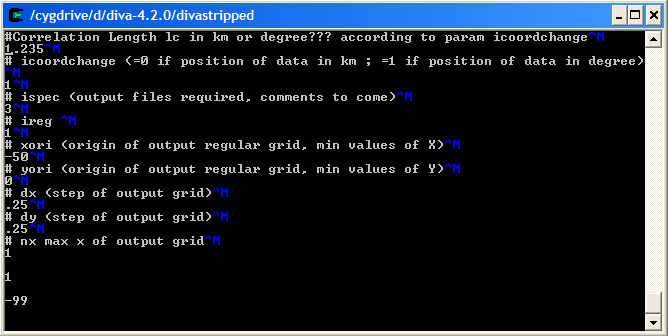 /cygdrive/d/diva-4.2.0/divastripped
#Correlation Length lc in km or degree??? according to param icoordchange^M
1.235^M
# icoordchange (=0 if position of data in km ; =1 if position of data in degree)
^M
1^M
# ispec (output files required, comments to come)^M
3^M
# ireg ^M
1^M
# xori (origin of output regular grid, min values of X)^M
-50^M
# yori (origin of output regular grid, min values of Y)^M
0^M
# dx (step of output grid)^M
.25^M
# dy (step of output grid)^M
.25^M
# nx max x of output grid^M
1
1
-99